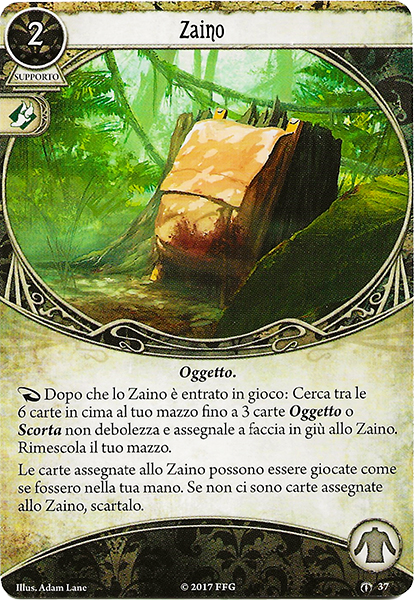 Zaino
2
SUPPORTO
Oggetto.
Dopo che lo Zaino è entrato in gioco: Cerca tra le
6 carte in cima al tuo mazzo fino a 3 carte Oggetto o
Scorta non debolezza e assegnale a faccia in giù allo Zaino.
Rimescola il tuo mazzo.
Le carte assegnate allo Zaino possono essere giocate come
se fossero nella tua mano. Se non ci sono carte assegnate
allo Zaino, scartalo.
Illus. Adam Lane © 2017 FFG 37